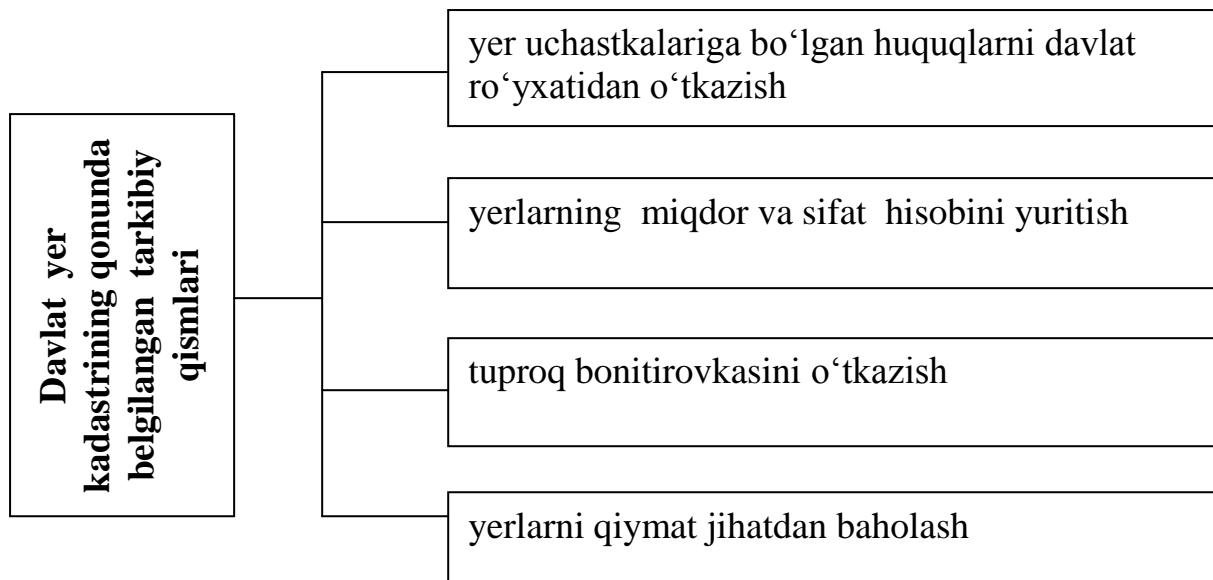 Davlat yer
kadastrining qonunda
belgilangan tarkibiy
qismlari
yer uchastkalariga bo‘lgan huquqlarni davlat
ro‘yxatidan o‘tkazish
yerlarning miqdor va sifat hisobini yuritish
tuproq bonitirovkasini o‘tkazish
yerlarni qiymat jihatdan baholash